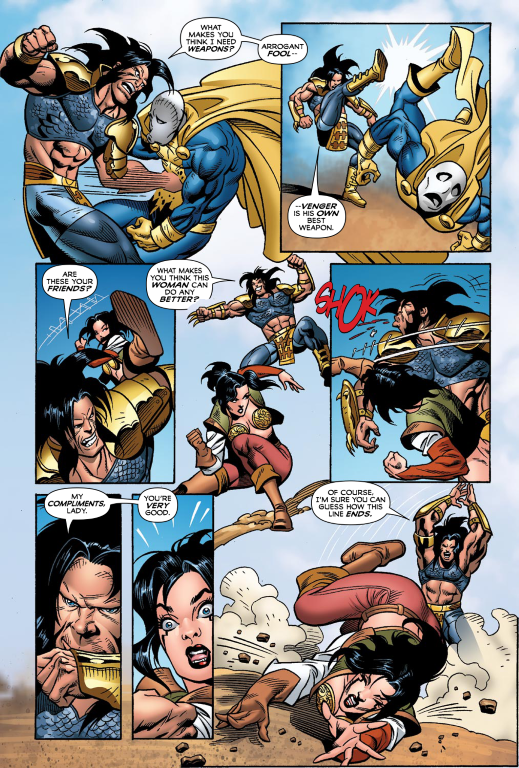 WHAT
MAKES YOU
THINK I NEED
WEAPONS?
ARROGANT
FOOL--
--VENGER
IS HIS OWN
BEST
WEAPON.
ARE
THESE YOUR
FRIENDS?
WHAT MAKES
YOU THINK THIS
WOMAN CAN
DO ANY
BETTER?
SHOK
MY
COMPLIMENTS,
LADY.
YOU'RE
VERY
GOOD.
OF COURSE,
I'M SURE YOU CAN
GUESS HOW THIS
LINE ENDS.